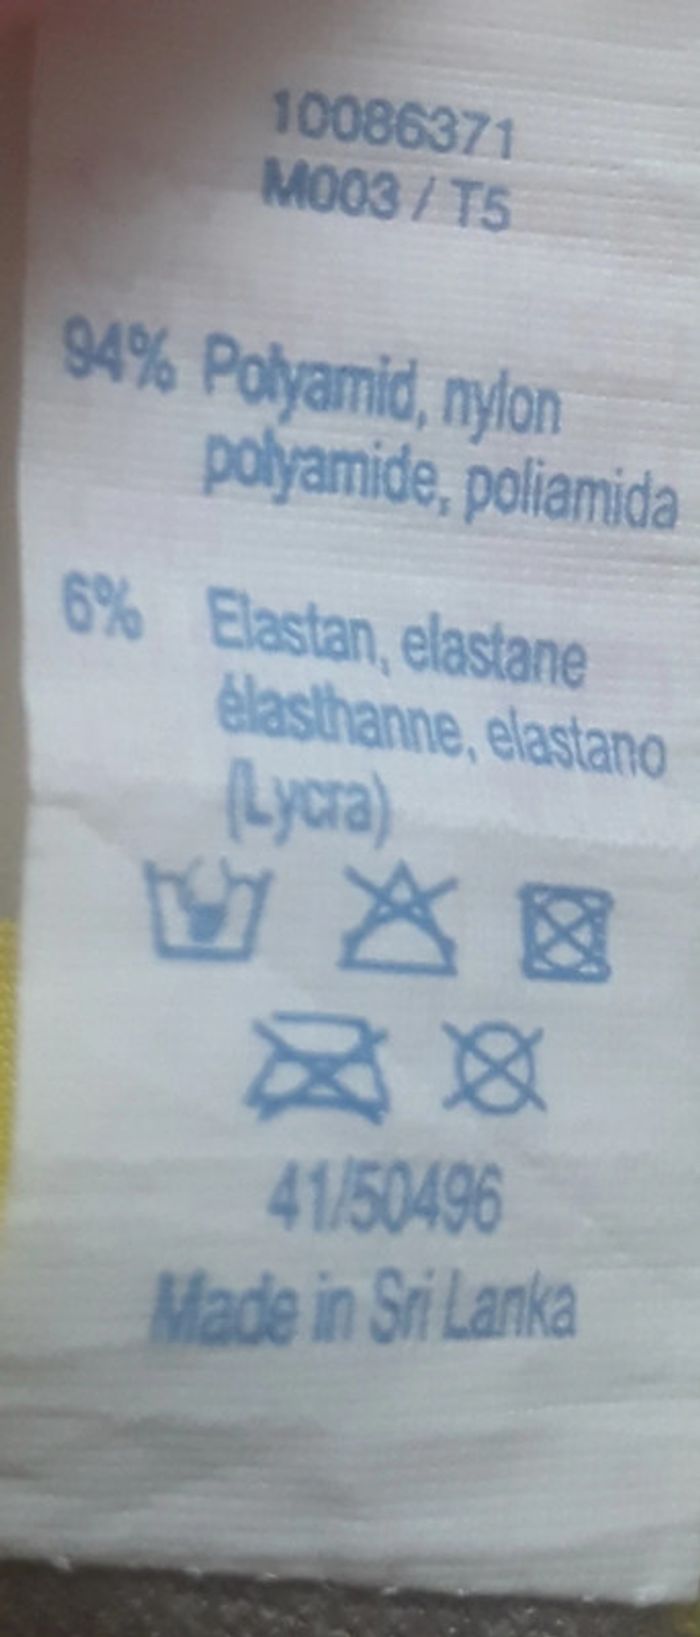 10086371
M003 / T5
94% Polyamid, nylon
polyamide, poliamida
6% Elastan, elastane
élasthanne, elastano
(Lycra)
41/50496
Made in Sri Lanka